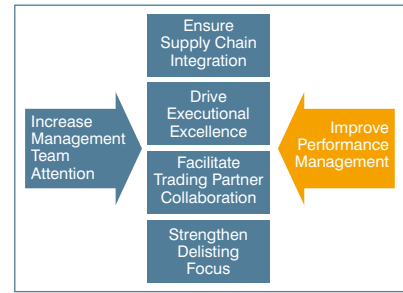 Ensure
Supply Chain
Integration
Drive
Executional
Excellence
Increase
Management
Team
Attention
Improve
Performance
Management
Facilitate
Trading Partner
Collaboration
Strengthen
Delisting
Focus